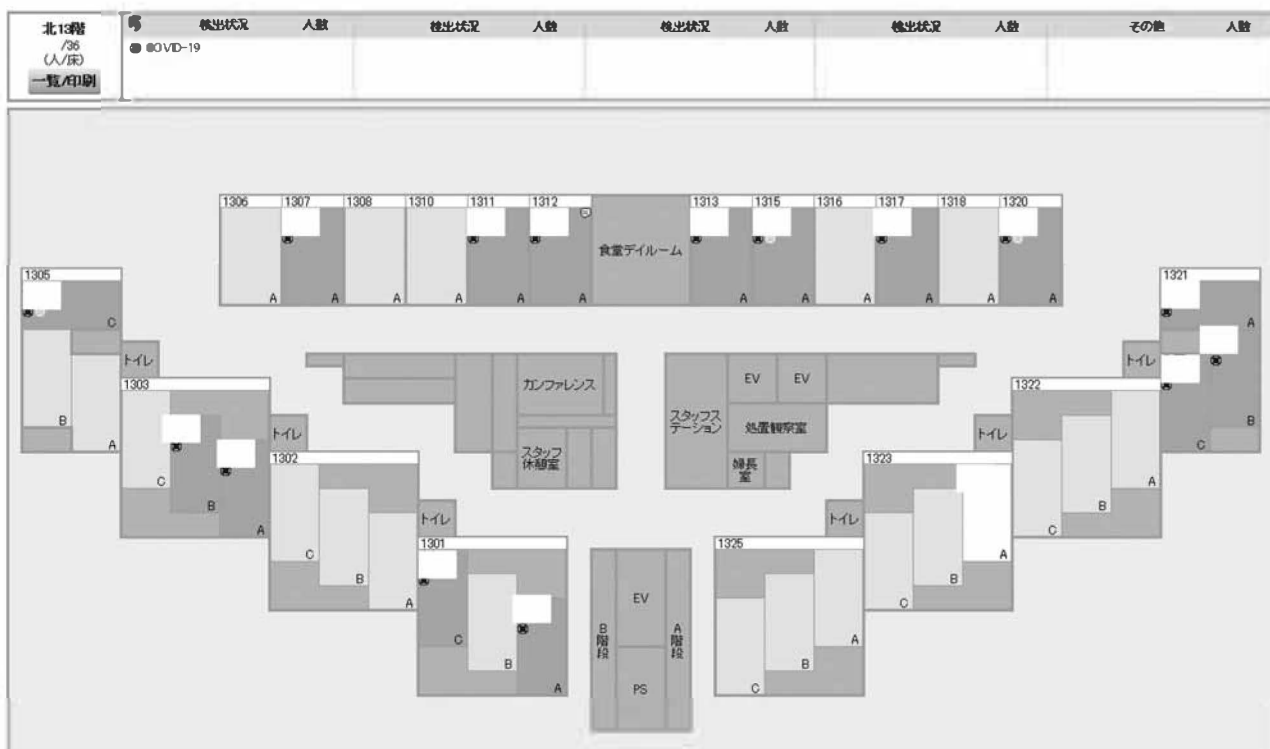 北13階
/36
(人/床)
一覧/印刷
検出状況 人数 検出状況 人数 検出状況 人数 検出状況 人数 その他 人数
COVID-19
1306 1307 1308 1310 1311 1312 1313 1315 1316 1317 1318 1320
食堂デイルーム
A A A A A A A A A A A A
1305
C
B
A
1321
A
B
C
トイレ
トイレ
1303
C
B
A
カンファレンス
スタッフ
休憩室
スタッフス
テーション
EV EV
処置観察室
婦長
室
1322
A
B
C
トイレ
トイレ
1302
C
B
A
1323
A
B
C
トイレ
トイレ
1301
C
B
A
B階段
EV
PS
A階段
1325
A
B
C